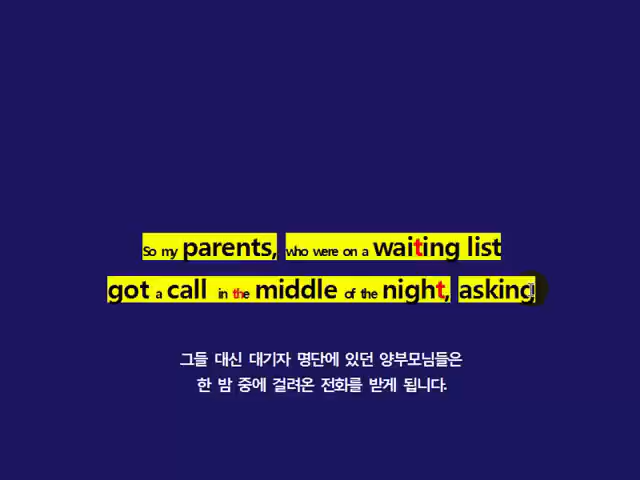 So my parents, who were on a waiting list
got a call in the middle of the night, asking
그들 대신 대기자 명단에 있던 양부모님들은
한 밤 중에 걸려온 전화를 받게 됩니다.